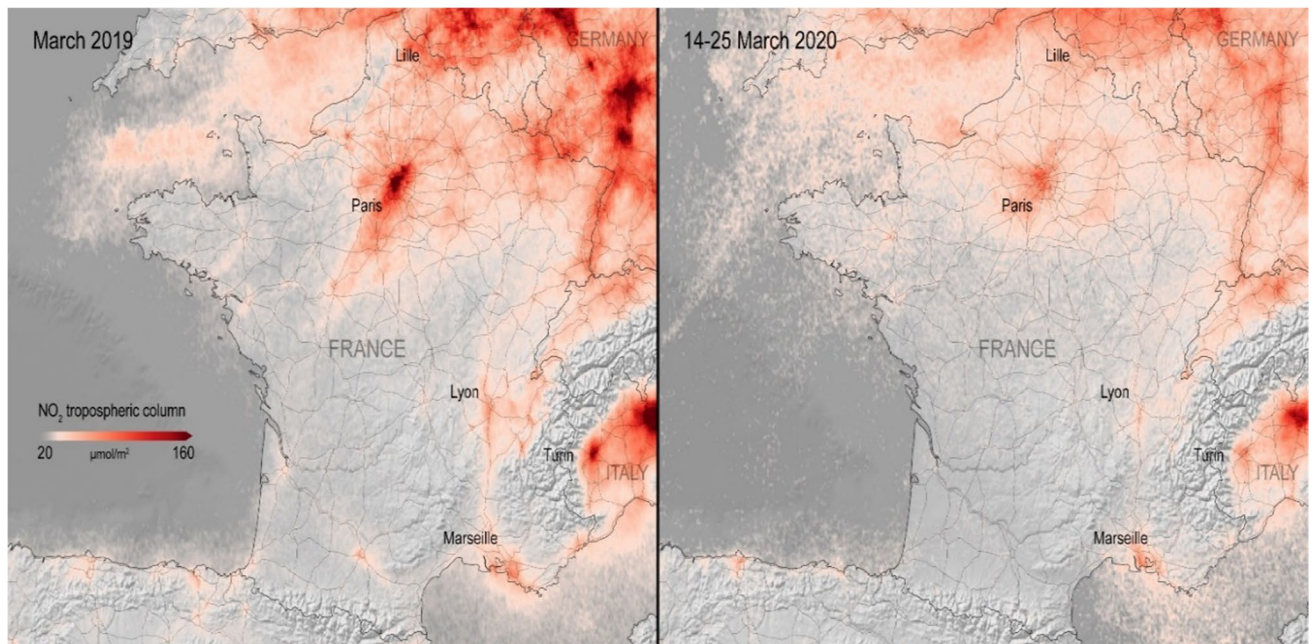 March 2019
GERMANY
Lille
Paris
FRANCE
Lyon
NO₂ tropospheric column
20 µmol/m² 160
Turin
ITALY
Marseille
14-25 March 2020
GERMANY
Lille
Paris
FRANCE
Lyon
Turin
ITALY
Marseille